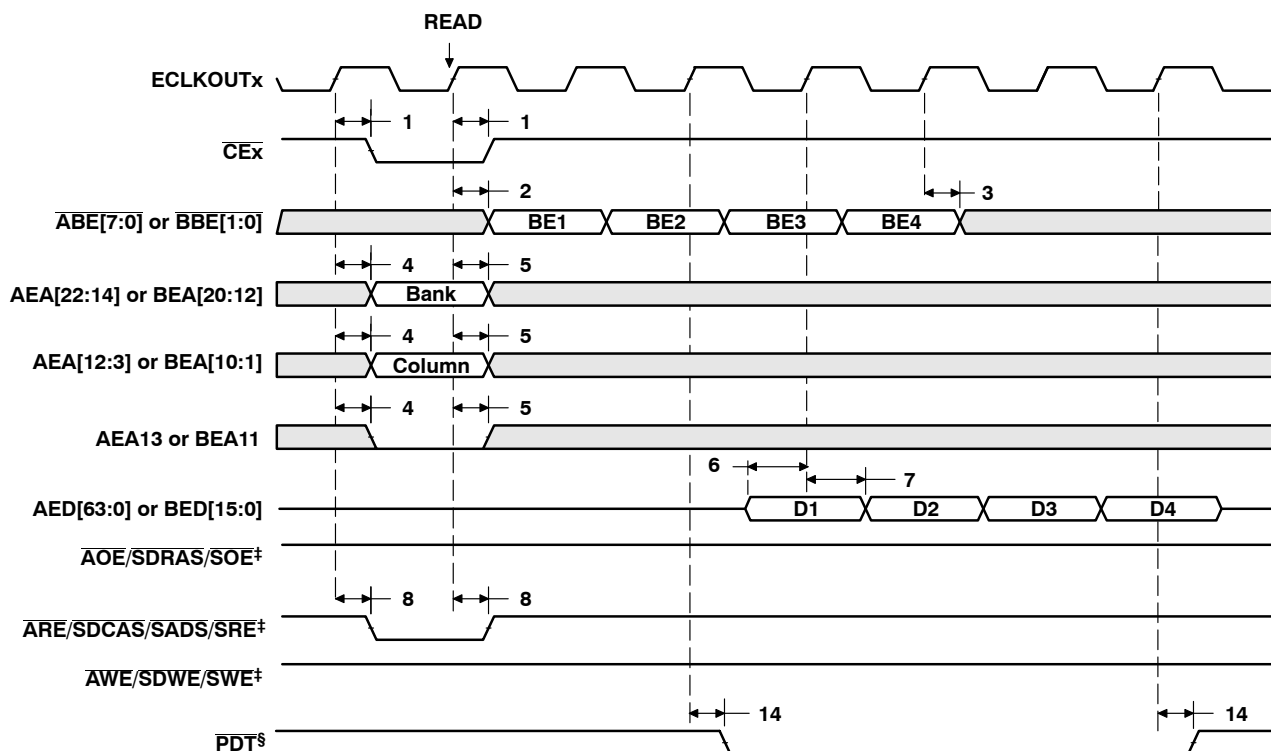 READ
ECLKOUTx
1 1
CEx
2 3
ABE[7:0] or BBE[1:0] BE1 BE2 BE3 BE4
4 5
AEA[22:14] or BEA[20:12] Bank
4 5
AEA[12:3] or BEA[10:1] Column
4 5
AEA13 or BEA11
6 7
AED[63:0] or BED[15:0] D1 D2 D3 D4
AOE/SDRAS/SOE‡
8 8
ARE/SDCAS/SADS/SRE‡
AWE/SDWE/SWE‡
14 14
PDT§